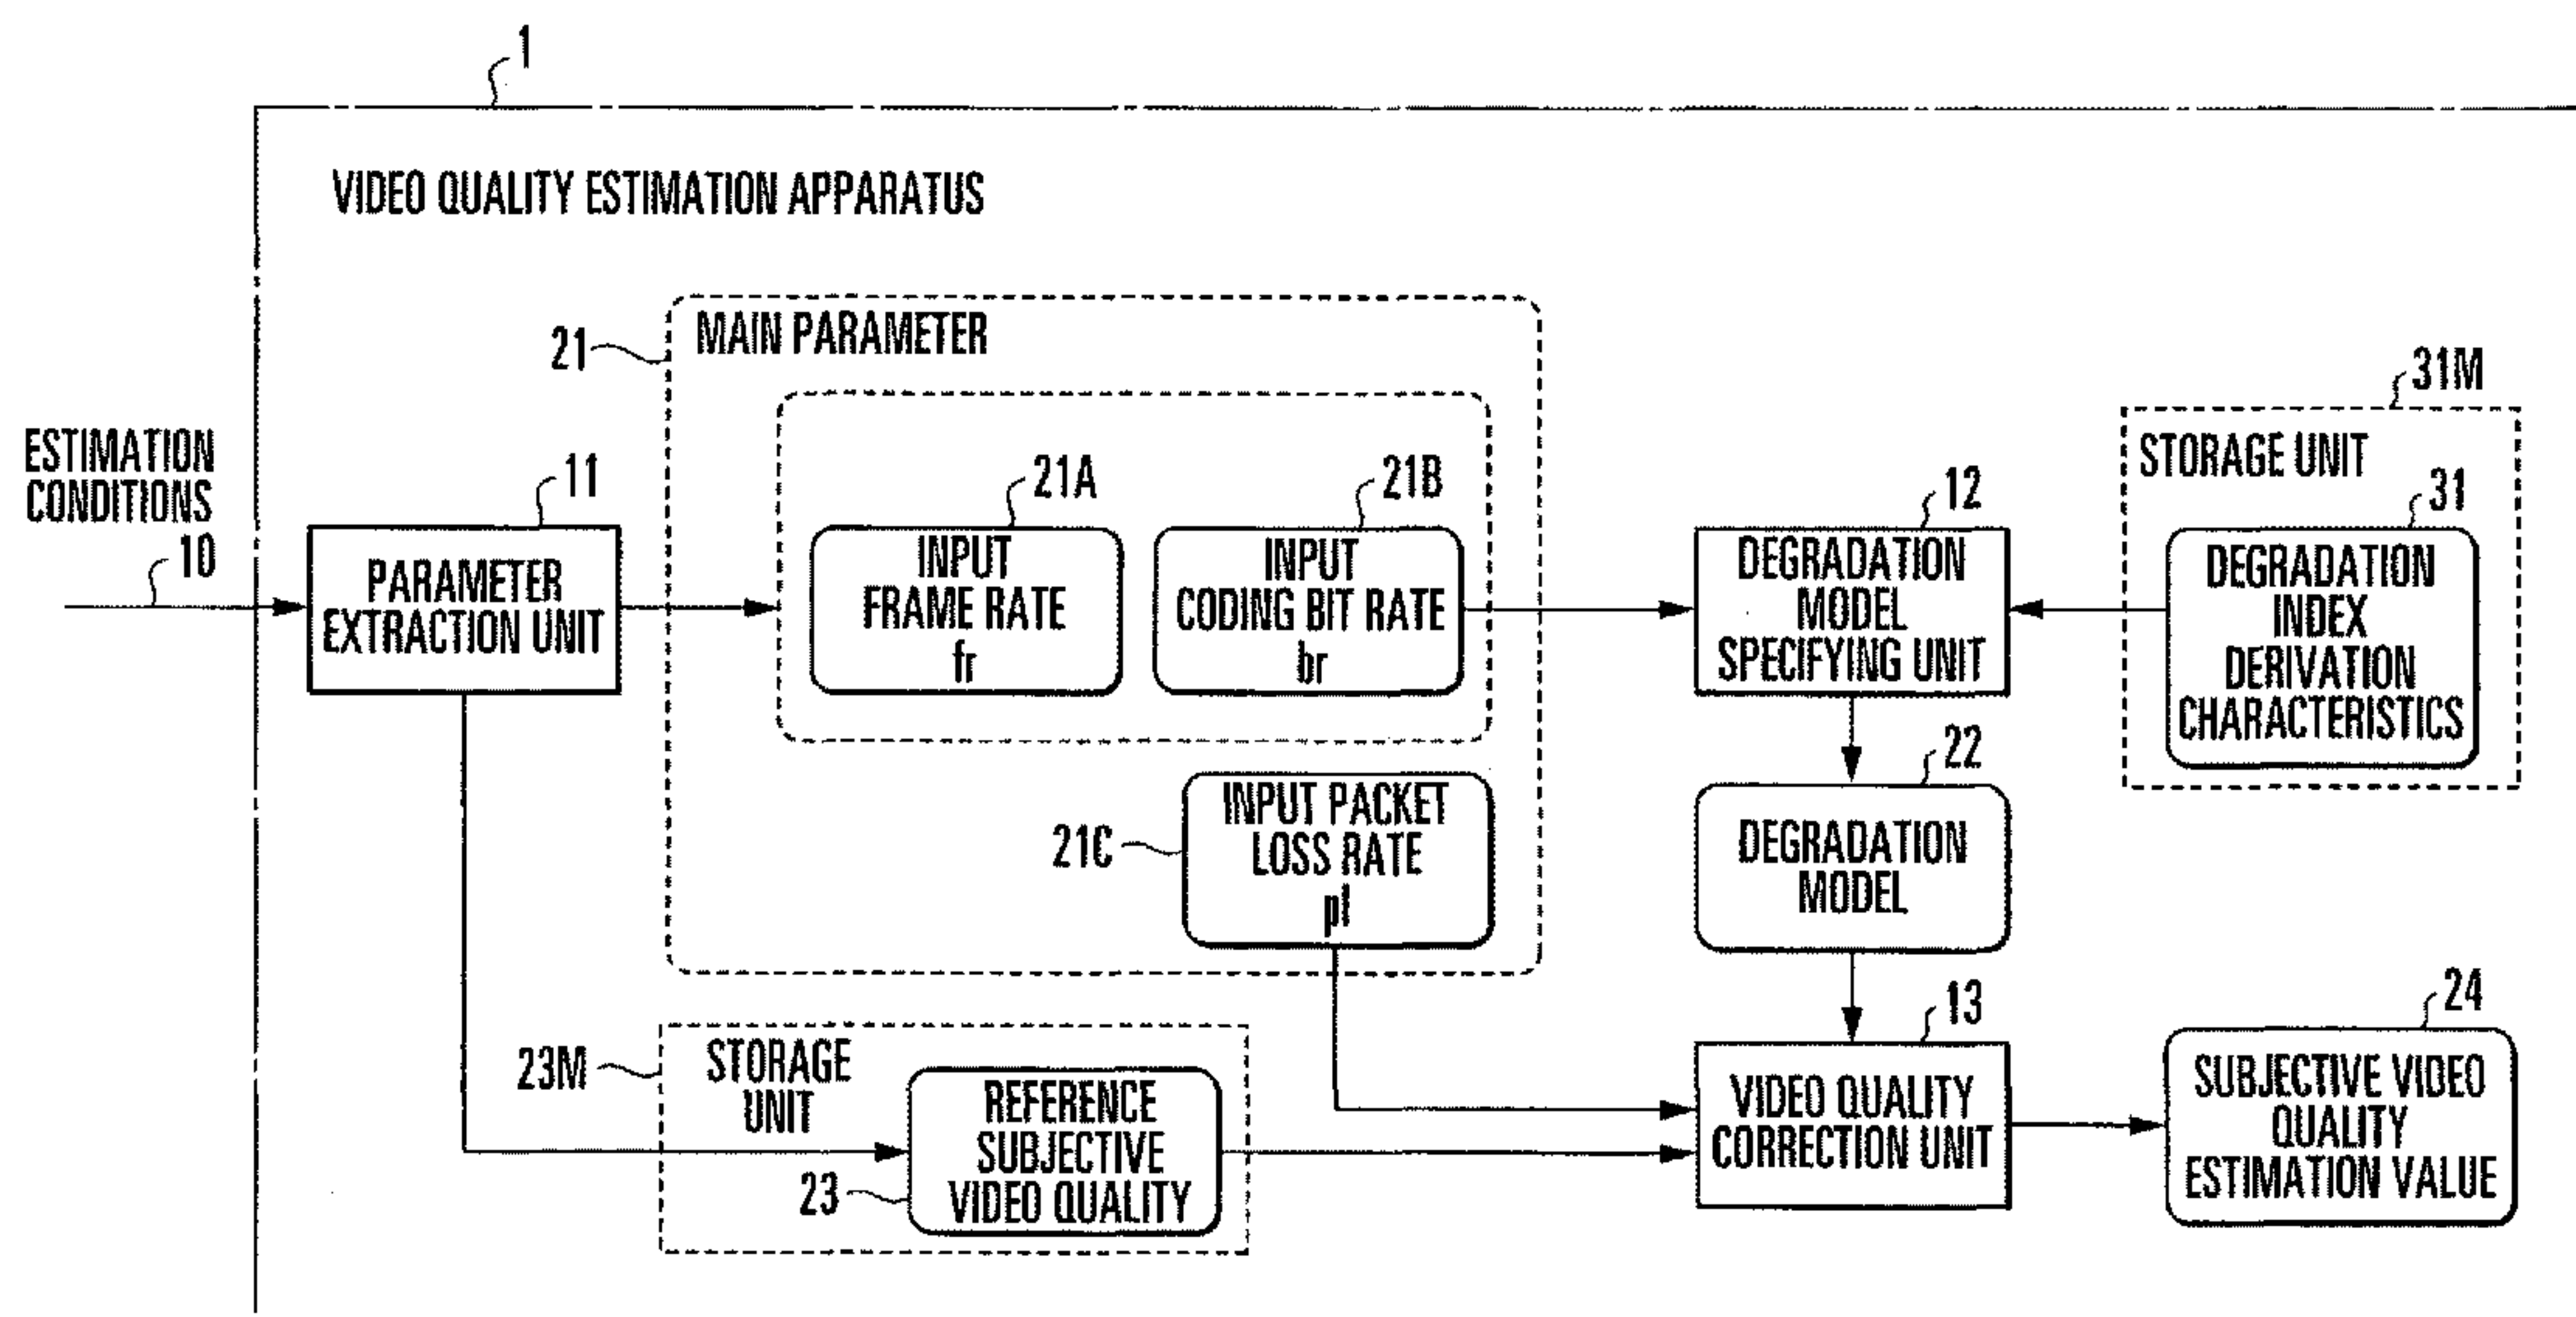 1
VIDEO QUALITY ESTIMATION APPARATUS
21
MAIN PARAMETER
31M
STORAGE UNIT
ESTIMATION
CONDITIONS
10
11
PARAMETER
EXTRACTION UNIT
21A
INPUT
FRAME RATE
fr
21B
INPUT
CODING BIT RATE
br
12
DEGRADATION
MODEL
SPECIFYING UNIT
31
DEGRADATION
INDEX
DERIVATION
CHARACTERISTICS
21C
INPUT PACKET
LOSS RATE
pl
22
DEGRADATION
MODEL
23M
STORAGE
UNIT
23
REFERENCE
SUBJECTIVE
VIDEO QUALITY
13
VIDEO QUALITY
CORRECTION UNIT
24
SUBJECTIVE VIDEO
QUALITY
ESTIMATION VALUE